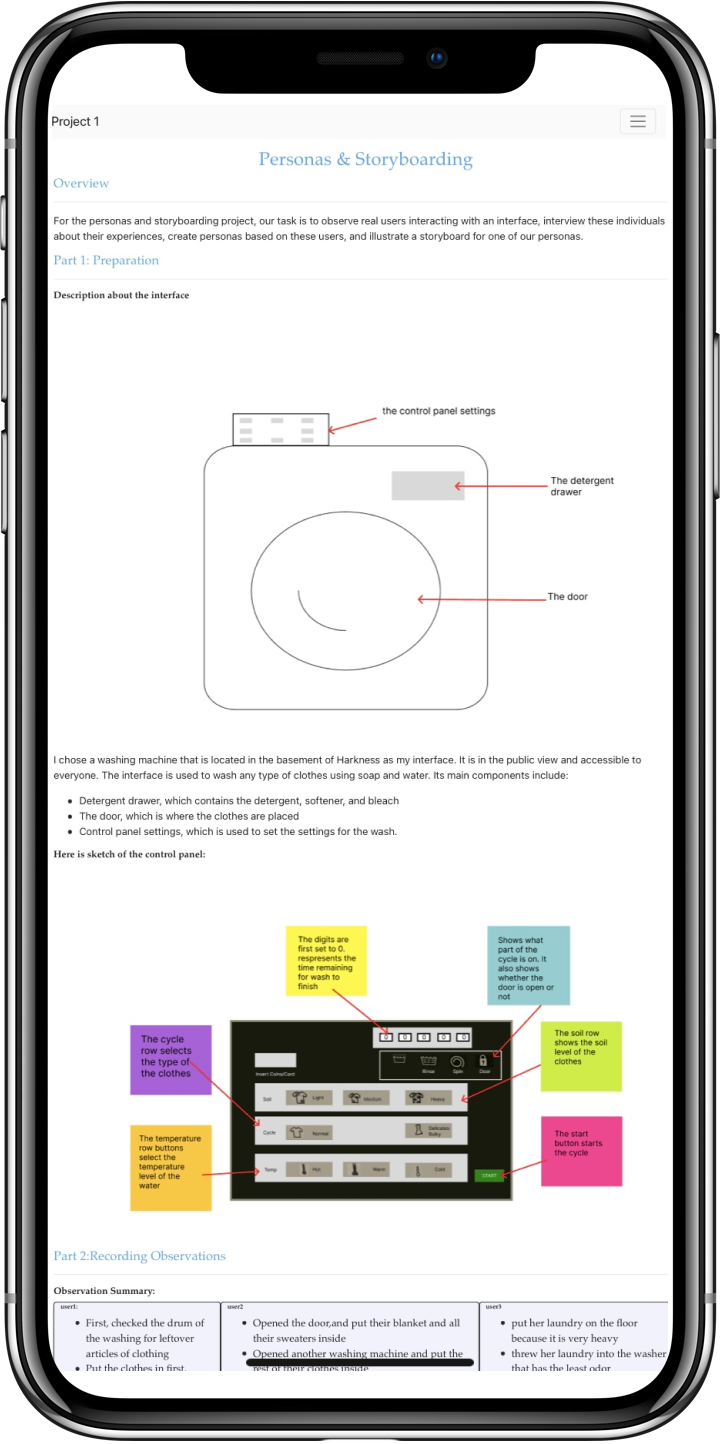 Project 1
Personas & Storyboarding
Overview
For the personas and storyboarding project, our task is to observe real users interacting with an interface, interview these individuals
about their experiences, create personas based on these users, and illustrate a storyboard for one of our personas.
Part 1: Preparation
Description about the interface
the control panel settings
The detergent
drawer
The door
I chose a washing machine that is located in the basement of Harkness as my interface. It is in the public view and accessible to
everyone. The interface is used to wash any type of clothes using soap and water. Its main components include:
Detergent drawer, which contains the detergent, softener, and bleach
The door, which is where the clothes are placed
Control panel settings, which is used to set the settings for the wash.
Here is sketch of the control panel:
The digits are
first set to 0.
respresents the
time remaining
for wash to
finish
Shows what
part of the
cycle is on. It
also shows
whether the
door is open or
not
The cycle
row selects
the type of
the clothes
The soil row
shows the soil
level of the
clothes
0 0 0 0 0
Insert Coins/Card
Rinse Spin Door
Soil Light Medium Heavy
Cycle Normal Delicates
Bulky
Temp Hot Warm Cold
START
The temperature
row buttons
select the
temperature
level of the
water
The start
button starts
the cycle
Part 2:Recording Observations
Observation Summary:
user1:
First, checked the drum of
the washing for leftover
articles of clothing
Put the clothes in first,
user2
Opened the door,and put their blanket and all
their sweaters inside
Opened another washing machine and put the
rest of their clothes inside
user3
put her laundry on the floor
because it is very heavy
threw her laundry into the washer
that has the least odor